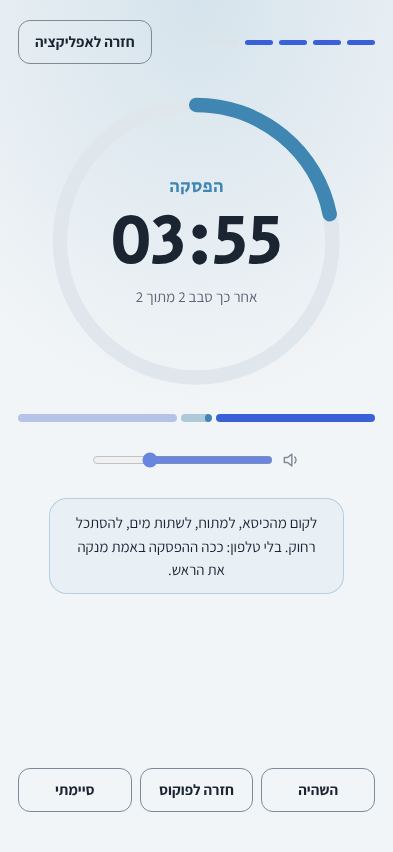 חזרה לאפליקציה
הפסקה
03:55
אחר כך סבב 2 מתוך 2
לקום מהכיסא, למתוח, לשתות מים, להסתכל
רחוק. בלי טלפון: ככה ההפסקה באמת מנקה
את הראש.
השהיה
חזרה לפוקוס
סיימתי